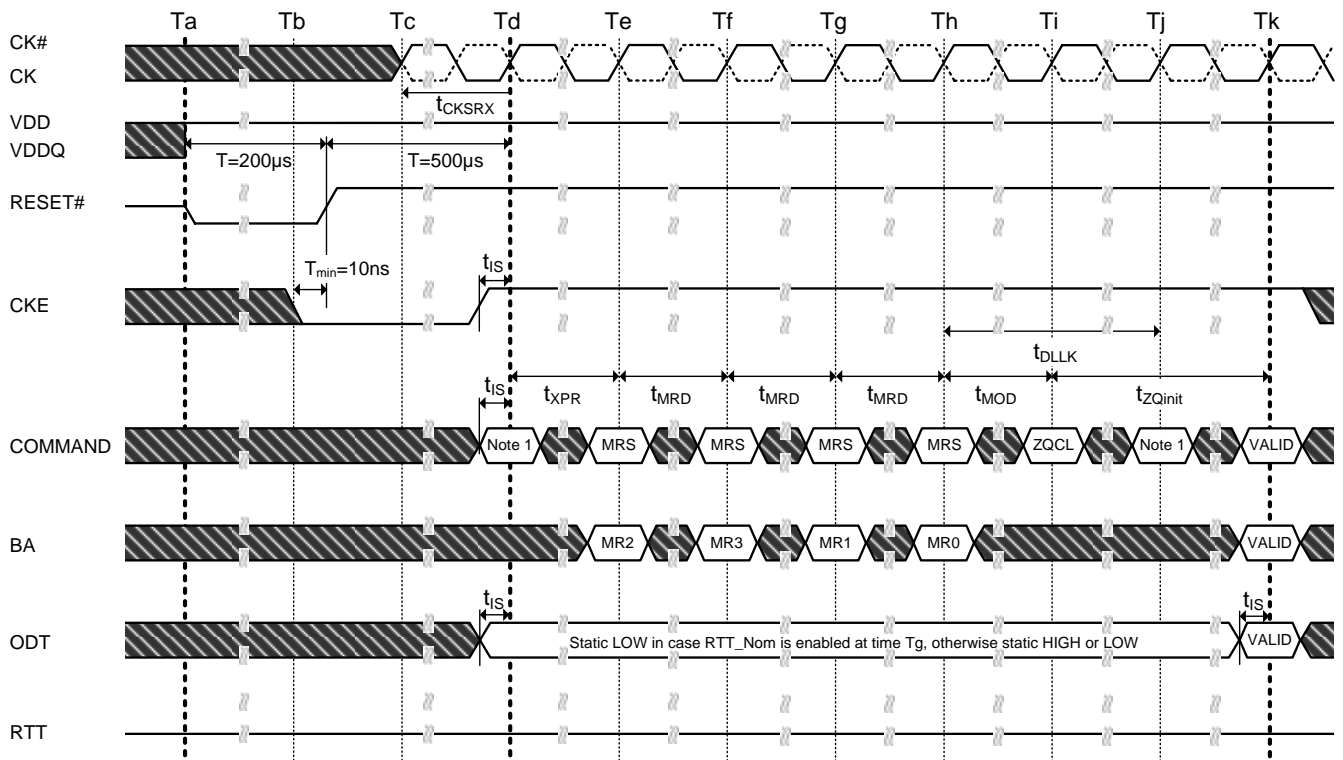 Ta Tb Tc Td Te Tf Tg Th Ti Tj Tk
CK#
CK
tCKSRX
VDD
VDDQ
T=200µs T=500µs
RESET#
Tmin=10ns tIS
CKE
tDLLK
tIS tXPR tMRD tMRD tMRD tMOD tZQinit
COMMAND Note 1 MRS MRS MRS MRS ZQCL Note 1 VALID
BA MR2 MR3 MR1 MR0 VALID
tIS tIS
ODT Static LOW in case RTT_Nom is enabled at time Tg, otherwise static HIGH or LOW VALID
RTT